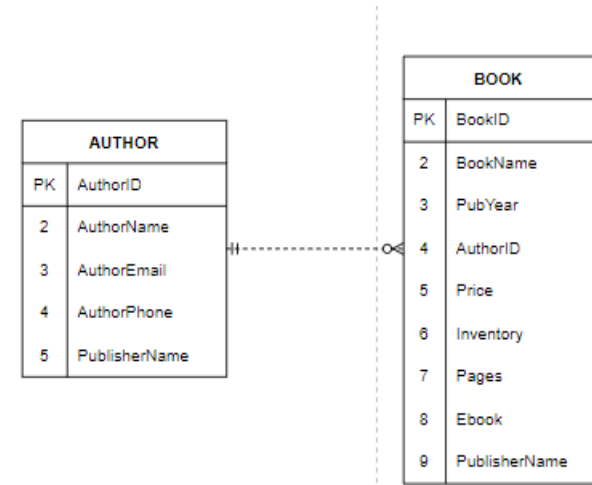 AUTHOR
PK AuthorID
2 AuthorName
3 AuthorEmail
4 AuthorPhone
5 PublisherName
BOOK
PK BookID
2 BookName
3 PubYear
4 AuthorID
5 Price
6 Inventory
7 Pages
8 Ebook
9 PublisherName